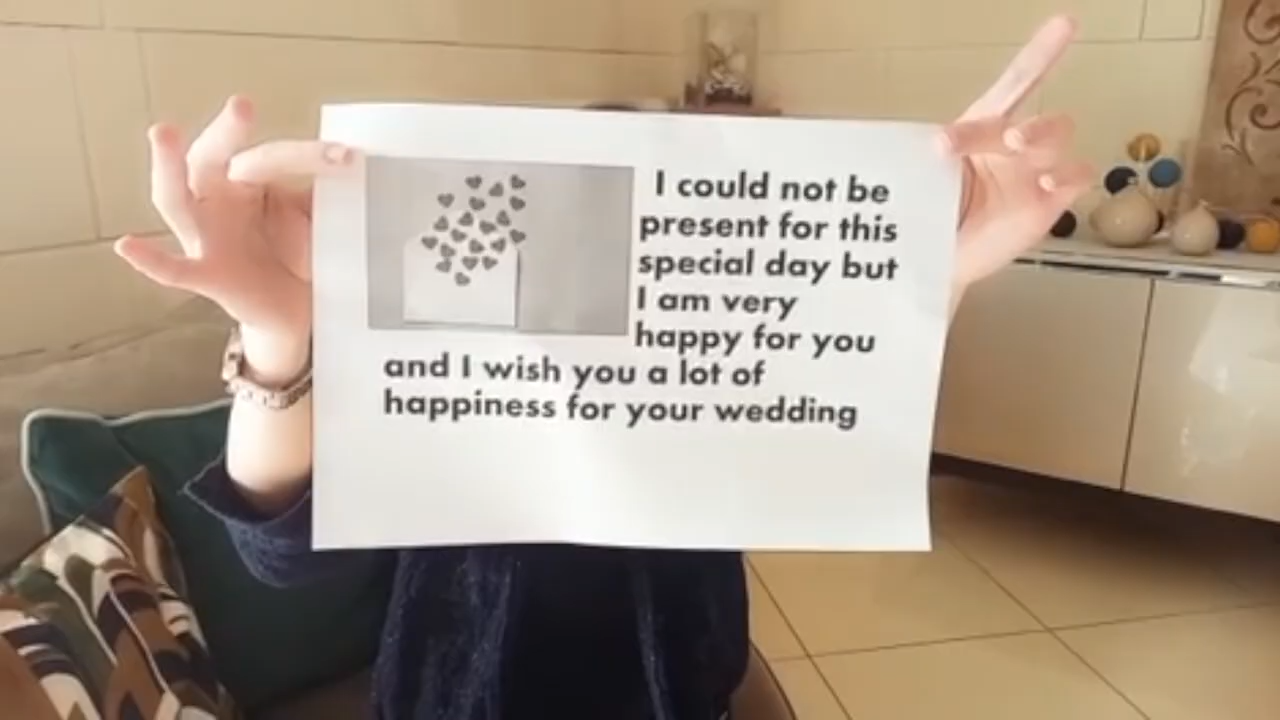 I could not be
present for this
special day but
I am very
happy for you
and I wish you a lot of
happiness for your wedding